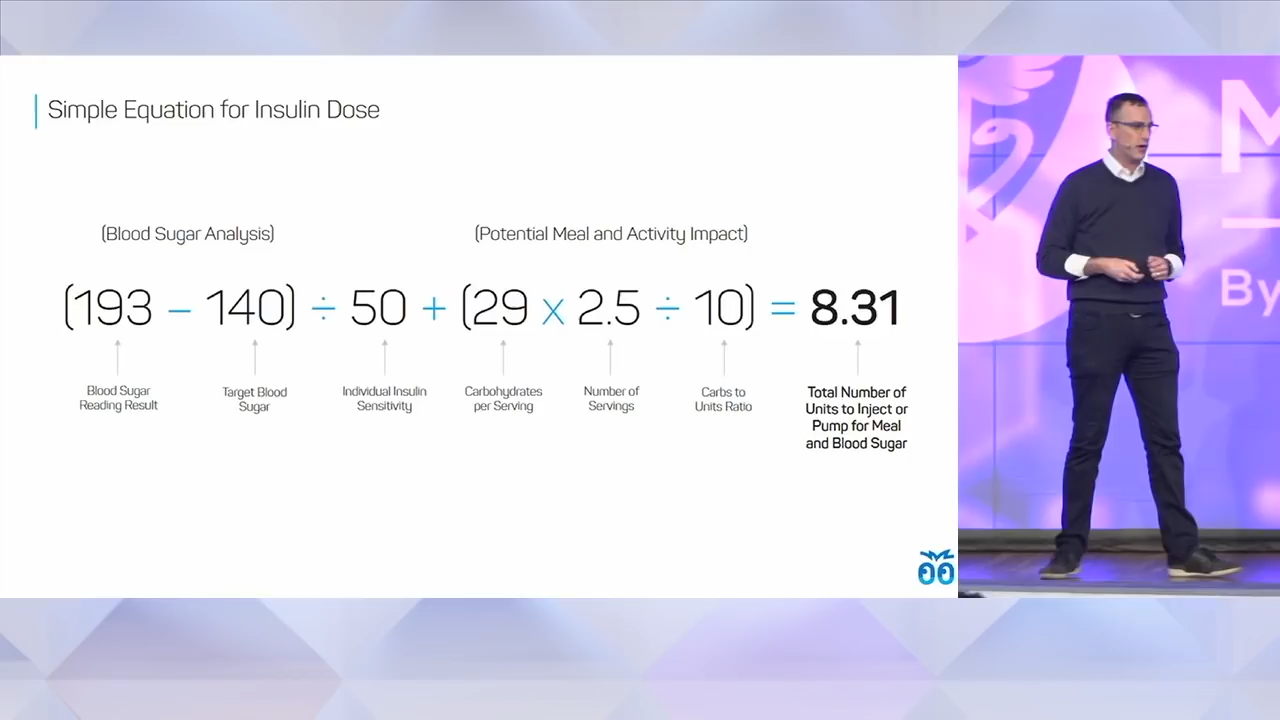 Simple Equation for Insulin Dose
(Blood Sugar Analysis)
(Potential Meal and Activity Impact)
(193 – 140) ÷ 50 + (29 x 2.5 ÷ 10) = 8.31
Blood Sugar
Reading Result
Target Blood
Sugar
Individual Insulin
Sensitivity
Carbohydrates
per Serving
Number of
Servings
Carbs to
Units Ratio
Total Number of
Units to Inject or
Pump for Meal
and Blood Sugar
M
By